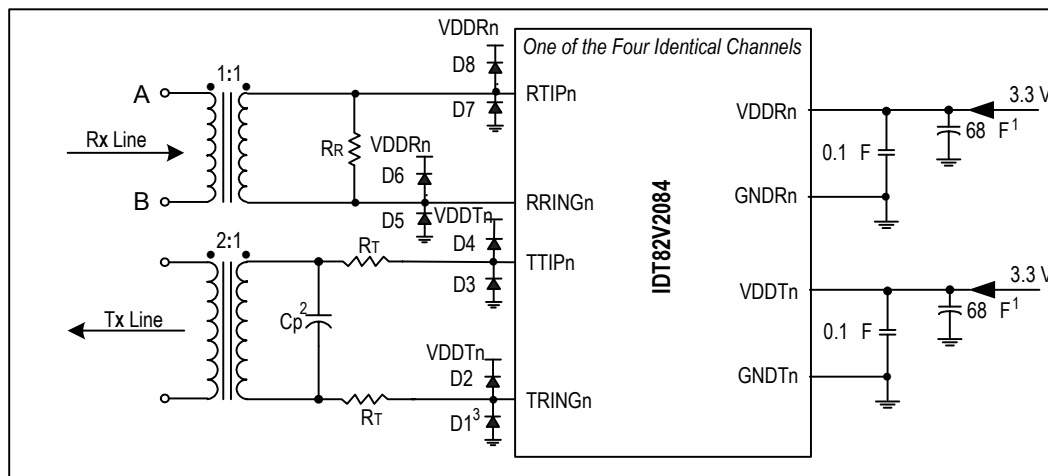 One of the Four Identical Channels
VDDRn
D8
1:1
A
RTIPn
D7
VDDRn
3.3 V
68 F1
Rx Line
RR
VDDRn
D6
0.1 F
B
RRINGn
GNDRn
D5
VDDTn
2:1
RT
D4
TTIPn
D3
IDT82V2084
VDDTn
3.3 V
68 F1
Tx Line
Cp2
0.1 F
VDDTn
D2
GNDTn
RT
TRINGn
D13